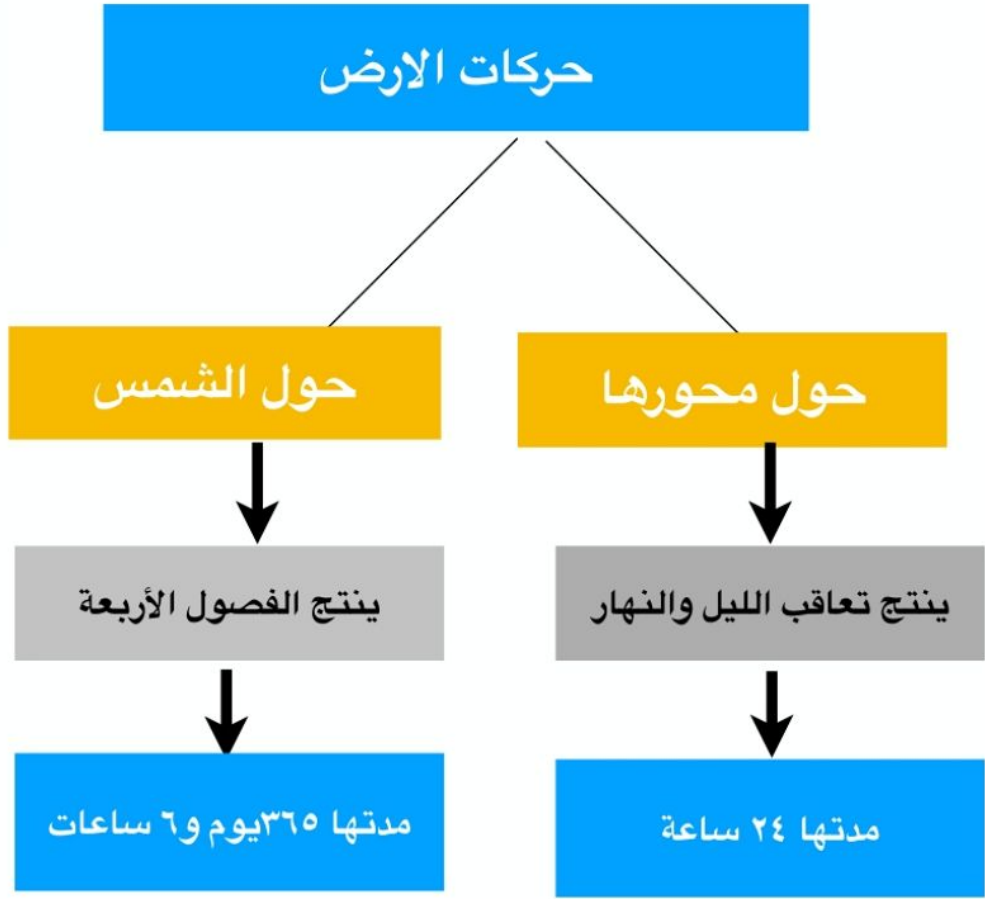 حركات الارض
حول محورها
حول الشمس
ينتج تعاقب الليل والنهار
ينتج الفصول الأربعة
مدتها ٢٤ ساعة
مدتها ٣٦٥يوم و٦ ساعات